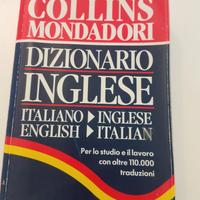 COLLINS
MONDADORI
DIZIONARIO
INGLESE
ITALIANO ▶ INGLESE
ENGLISH ▶ ITALIAN
Per lo studio e il lavoro
con oltre 110.000
traduzioni